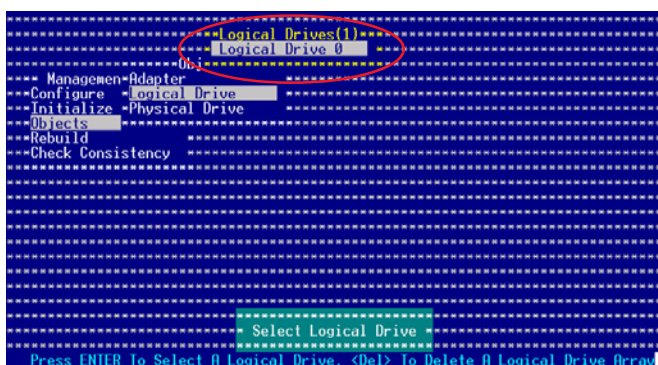 Logical Drives(1)
Logical Drive 0
Obj
Managemen Adapter
Configure Logical Drive
Initialize Physical Drive
Objects
Rebuild
Check Consistency
Select Logical Drive
Press ENTER To Select A Logical Drive, <Del> To Delete A Logical Drive Array